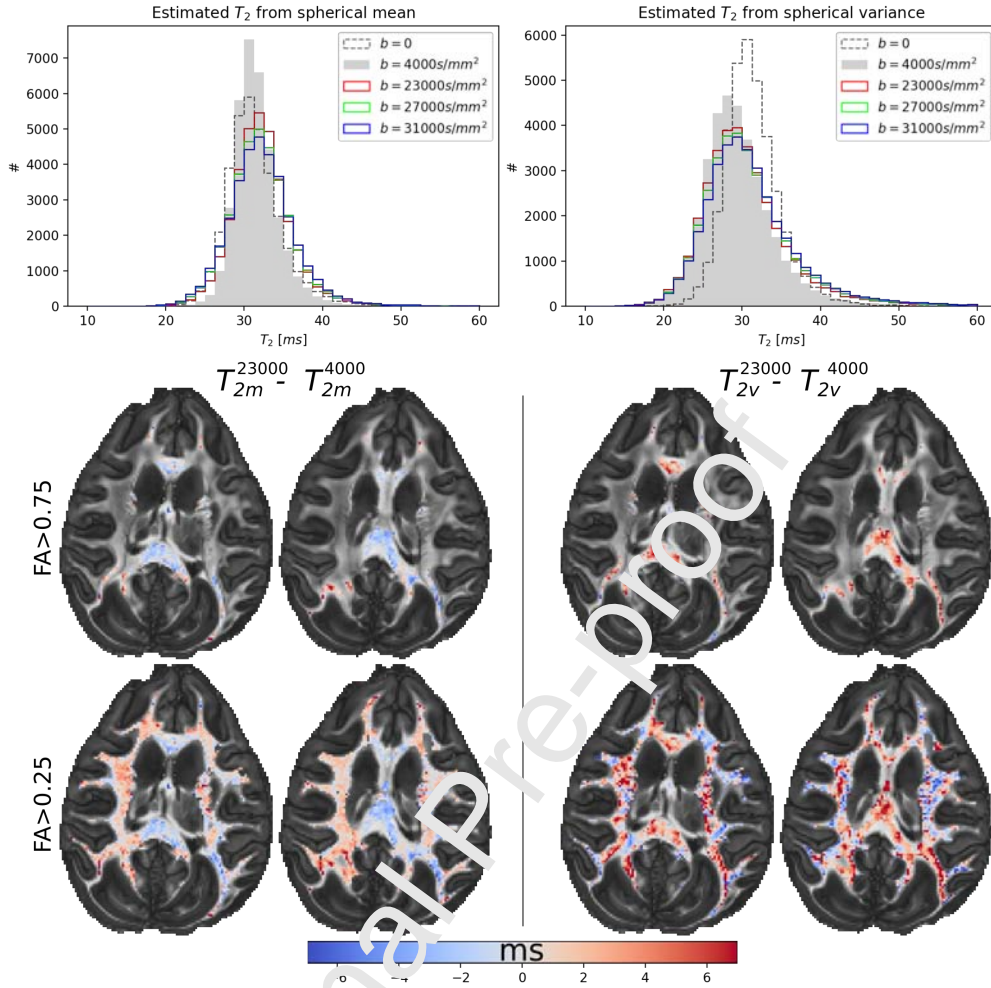 Estimated T₂ from spherical mean
Estimated T₂ from spherical variance
7000
6000
5000
4000
3000
2000
1000
0
#
b = 0
b = 4000s/mm²
b = 23000s/mm²
b = 27000s/mm²
b = 31000s/mm²
10 20 30 40 50 60
T₂ [ms]
6000
5000
4000
3000
2000
1000
0
#
b = 0
b = 4000s/mm²
b = 23000s/mm²
b = 27000s/mm²
b = 31000s/mm²
10 20 30 40 50 60
T₂ [ms]
T₂ₘ²³⁰⁰⁰ - T₂ₘ⁴⁰⁰⁰
T₂ᵥ²³⁰⁰⁰ - T₂ᵥ⁴⁰⁰⁰
FA>0.75
FA>0.25
nal Pre-proof
ms
-6 -4 -2 0 2 4 6